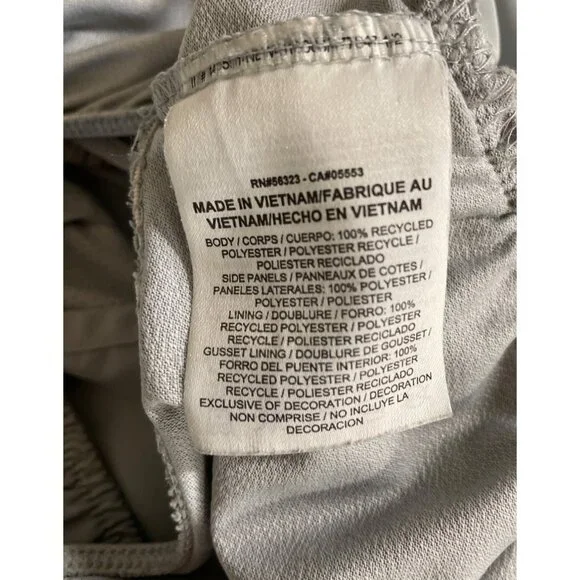 RN#56323 - CA#05553
MADE IN VIETNAM/FABRIQUE AU
VIETNAM/HECHO EN VIETNAM
BODY / CORPS / CUERPO: 100% RECYCLED
POLYESTER / POLYESTER RECYCLE /
POLIESTER RECICLADO
SIDE PANELS / PANNEAUX DE COTES /
PANELES LATERALES: 100% POLYESTER /
POLYESTER / POLIESTER
LINING / DOUBLURE / FORRO: 100%
RECYCLED POLYESTER / POLYESTER
RECYCLE / POLIESTER RECICLADO
GUSSET LINING / DOUBLURE DE GOUSSET /
FORRO DEL PUENTE INTERIOR: 100%
RECYCLED POLYESTER / POLYESTER
RECYCLE / POLIESTER RECICLADO
EXCLUSIVE OF DECORATION / DECORATION
NON COMPRISE / NO INCLUYE LA
DECORACION